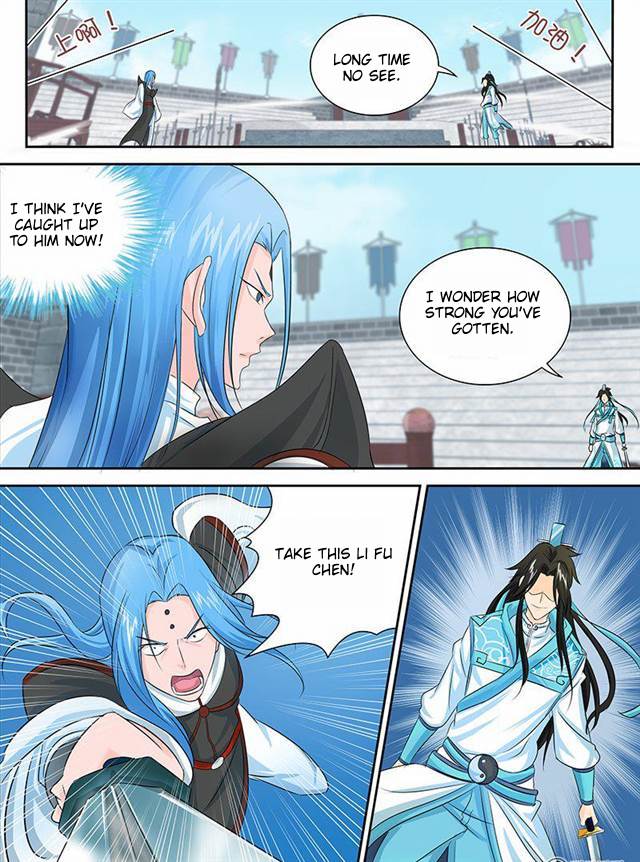 上啊!
LONG TIME
NO SEE.
加油!
I THINK I'VE
CAUGHT UP
TO HIM NOW!
I WONDER HOW
STRONG YOU'VE
GOTTEN.
TAKE THIS LI FU
CHEN!